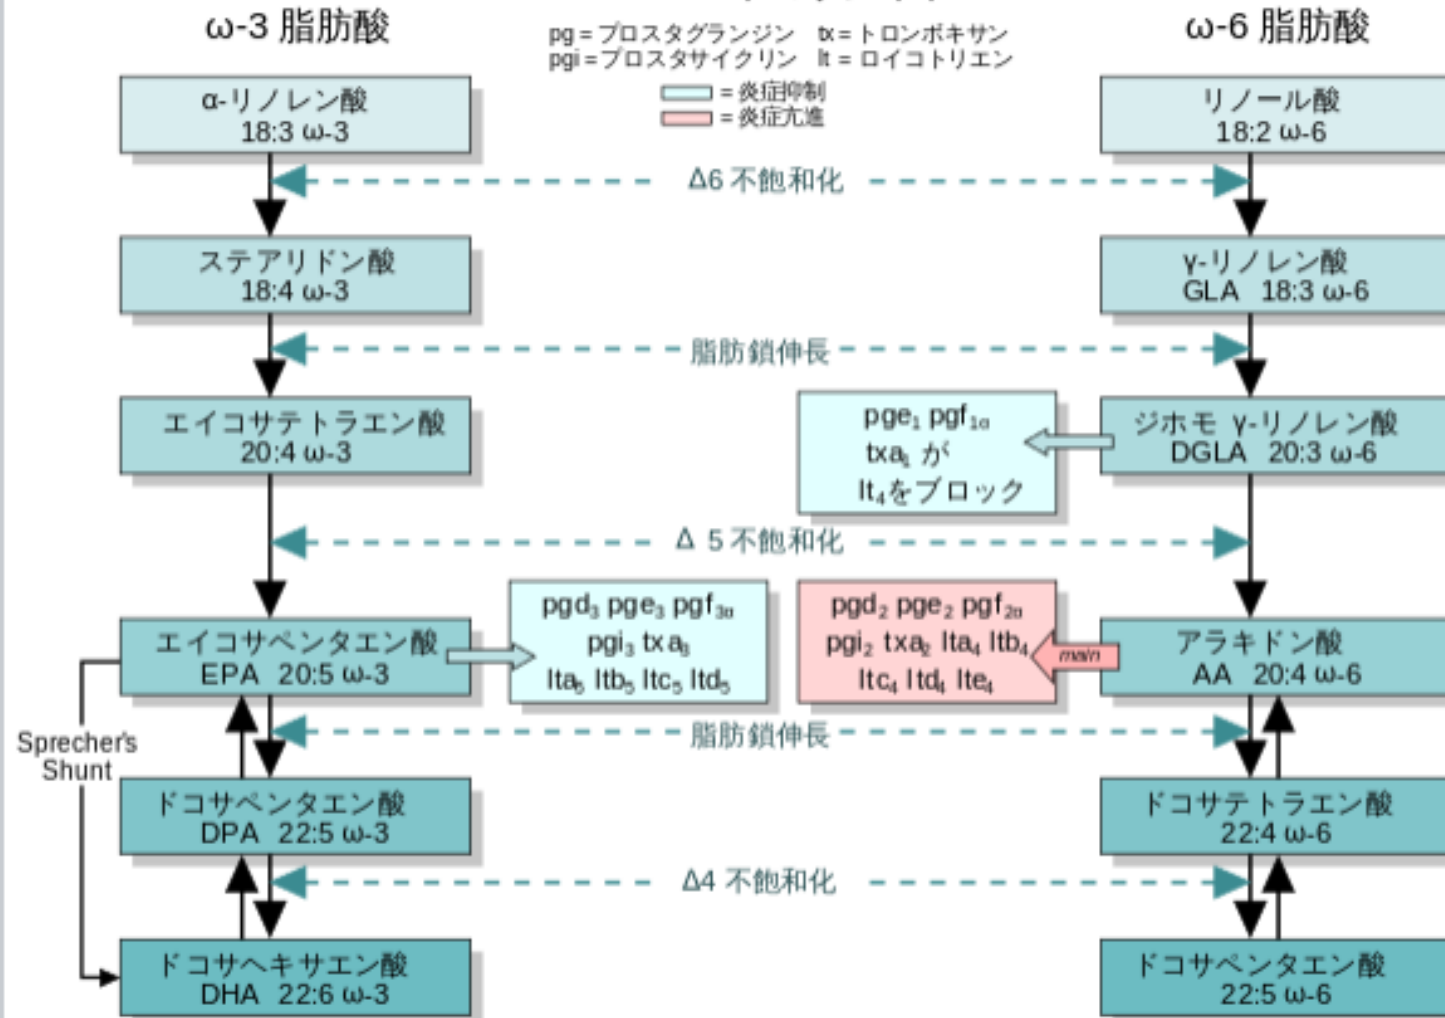 ω-3 脂肪酸
ω-6 脂肪酸
pg = プロスタグランジン tx = トロンボキサン
pgi = プロスタサイクリン lt = ロイコトリエン
= 炎症抑制
= 炎症亢進
α-リノレン酸
18:3 ω-3
リノール酸
18:2 ω-6
Δ6 不飽和化
ステアリドン酸
18:4 ω-3
γ-リノレン酸
GLA 18:3 ω-6
脂肪鎖伸長
エイコサテトラエン酸
20:4 ω-3
pge₁ pgf₁α
txa₁ が
lt₄をブロック
ジホモ γ-リノレン酸
DGLA 20:3 ω-6
Δ 5 不飽和化
エイコサペンタエン酸
EPA 20:5 ω-3
pgd₃ pge₃ pgf₃α
pgi₃ txa₃
lta₅ ltb₅ ltc₅ ltd₅
pgd₂ pge₂ pgf₂α
pgi₂ txa₂ lta₄ ltb₄
ltc₄ ltd₄ lte₄
main
アラキドン酸
AA 20:4 ω-6
脂肪鎖伸長
Sprecher's
Shunt
ドコサペンタエン酸
DPA 22:5 ω-3
ドコサテトラエン酸
22:4 ω-6
Δ4 不飽和化
ドコサヘキサエン酸
DHA 22:6 ω-3
ドコサペンタエン酸
22:5 ω-6